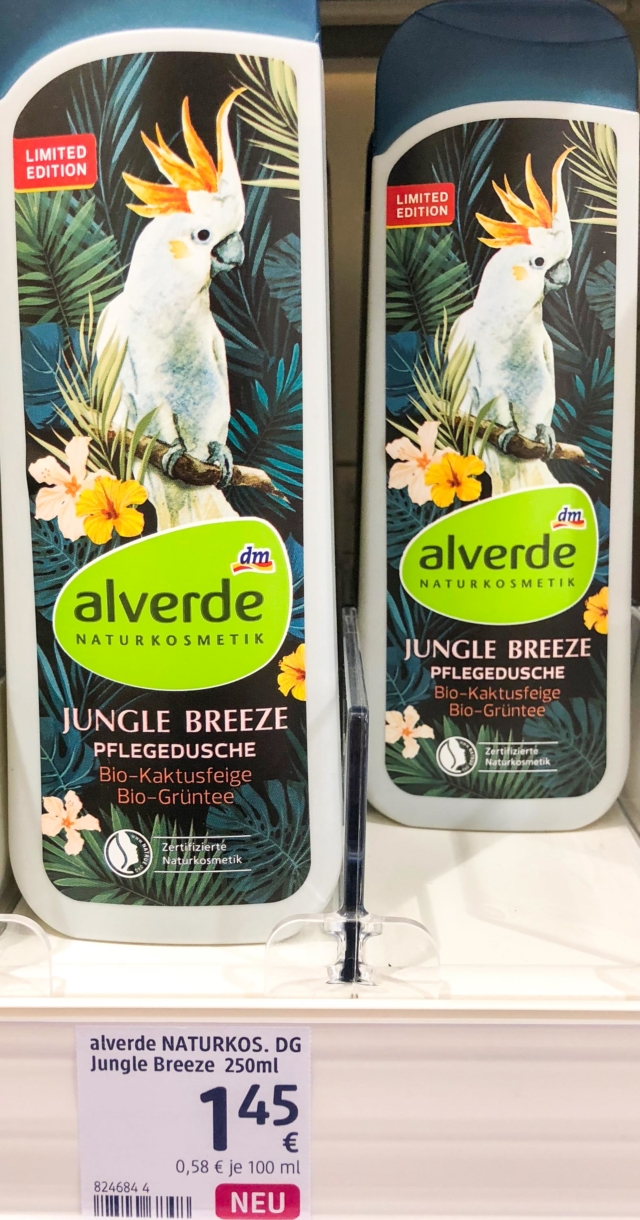 LIMITED
EDITION
dm
alverde
NATURKOSMETIK
JUNGLE BREEZE
PFLEGEDUSCHE
Bio-Kaktusfeige
Bio-Grüntee
Zertifizierte
Naturkosmetik
LIMITED
EDITION
dm
alverde
NATURKOSMETIK
JUNGLE BREEZE
PFLEGEDUSCHE
Bio-Kaktusfeige
Bio-Grüntee
Zertifizierte
Naturkosmetik
alverde NATURKOS. DG
Jungle Breeze 250ml
1 45
€
0,58 € je 100 ml
824684 4
NEU